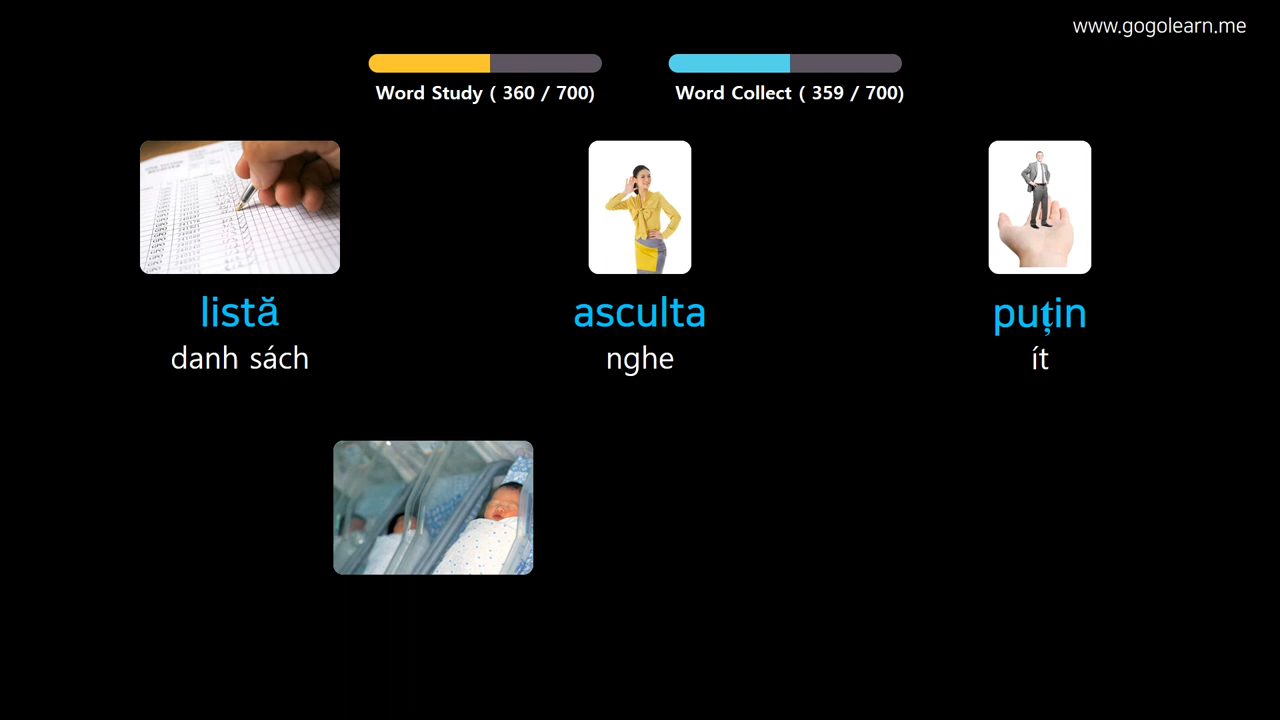 www.gogolearn.me
Word Study ( 360 / 700)
Word Collect ( 359 / 700)
listă
asculta
puțin
danh sách
nghe
ít